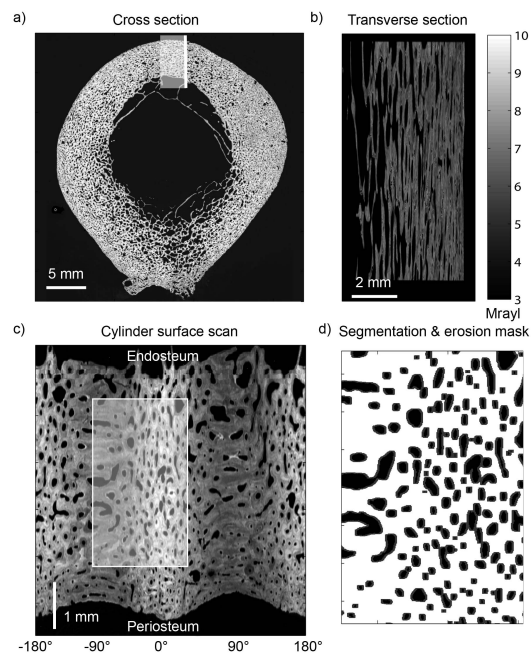 a)
Cross section
5 mm
b)
Transverse section
2 mm
10
9
8
7
6
5
4
3
Mrayl
c)
Cylinder surface scan
Endosteum
1 mm
Periosteum
-180° -90° 0° 90° 180°
d)
Segmentation & erosion mask